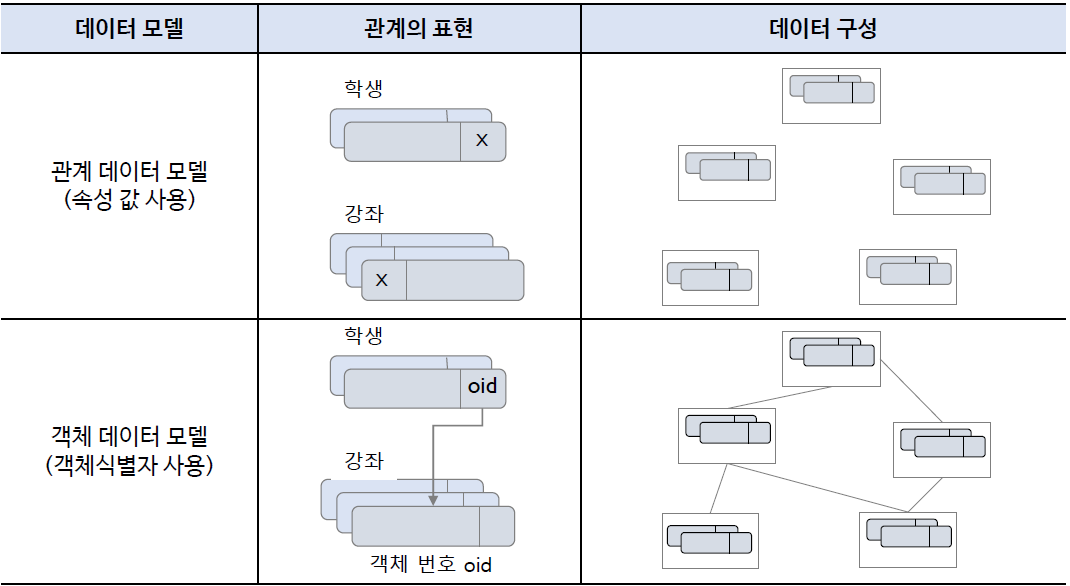 데이터 모델
관계의 표현
데이터 구성
관계 데이터 모델
(속성 값 사용)
학생
X
강좌
X
객체 데이터 모델
(객체식별자 사용)
학생
oid
강좌
객체 번호 oid